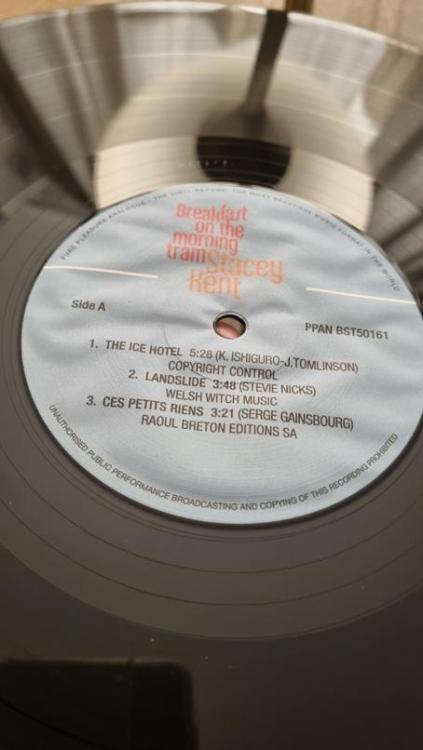 PURE PLEASURE ANALOGUE • THE VINYL REFUGE, THE MOST BEAUTIFUL MUSIC FORMAT IN THE WORLD
Breakfast
on the
morning
tram Stacey
Kent
Side A
PPAN BST50161
1. THE ICE HOTEL 5:28 (K. ISHIGURO-J.TOMLINSON)
COPYRIGHT CONTROL
2. LANDSLIDE 3:48 (STEVIE NICKS)
WELSH WITCH MUSIC
3. CES PETITS RIENS 3:21 (SERGE GAINSBOURG)
RAOUL BRETON EDITIONS SA
UNAUTHORISED PUBLIC PERFORMANCE BROADCASTING AND COPYING OF THIS RECORDING PROHIBITED